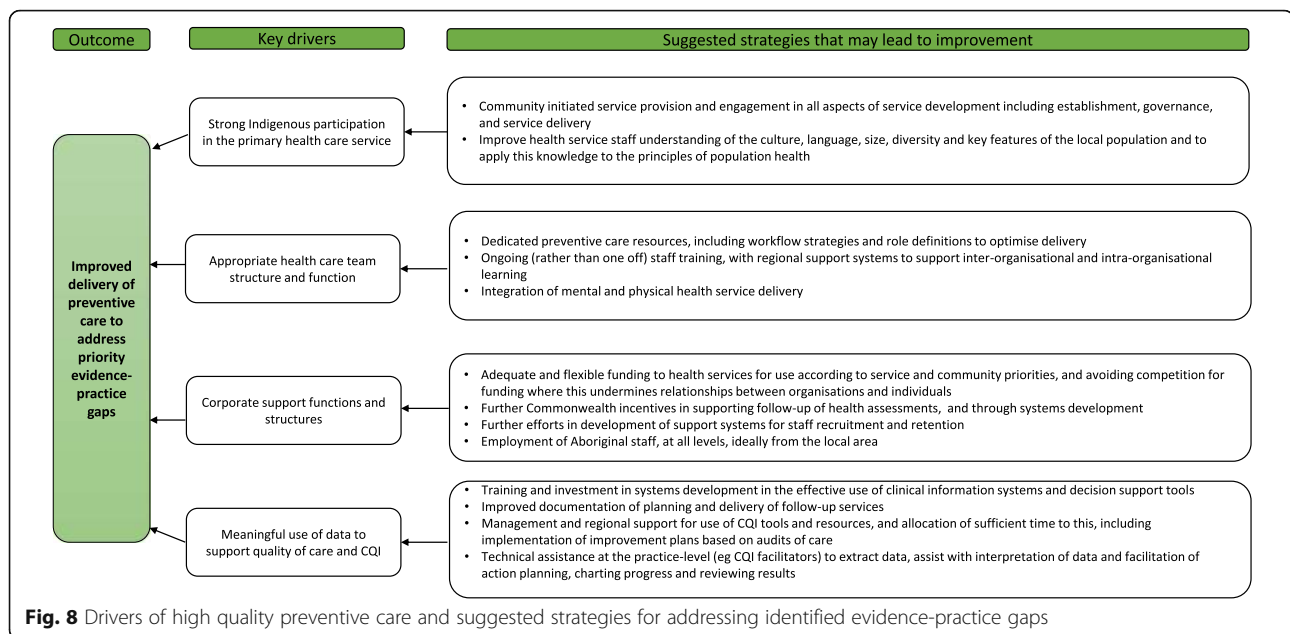 Outcome
Key drivers
Suggested strategies that may lead to improvement
Improved
delivery of
preventive
care to
address
priority
evidence-
practice
gaps
Strong Indigenous participation
in the primary health care service
• Community initiated service provision and engagement in all aspects of service development including establishment, governance,
and service delivery
• Improve health service staff understanding of the culture, language, size, diversity and key features of the local population and to
apply this knowledge to the principles of population health
Appropriate health care team
structure and function
• Dedicated preventive care resources, including workflow strategies and role definitions to optimise delivery
• Ongoing (rather than one off) staff training, with regional support systems to support inter-organisational and intra-organisational
learning
• Integration of mental and physical health service delivery
Corporate support functions and
structures
• Adequate and flexible funding to health services for use according to service and community priorities, and avoiding competition for
funding where this undermines relationships between organisations and individuals
• Further Commonwealth incentives in supporting follow-up of health assessments, and through systems development
• Further efforts in development of support systems for staff recruitment and retention
• Employment of Aboriginal staff, at all levels, ideally from the local area
Meaningful use of data to
support quality of care and CQI
• Training and investment in systems development in the effective use of clinical information systems and decision support tools
• Improved documentation of planning and delivery of follow-up services
• Management and regional support for use of CQI tools and resources, and allocation of sufficient time to this, including
implementation of improvement plans based on audits of care
• Technical assistance at the practice-level (eg CQI facilitators) to extract data, assist with interpretation of data and facilitation of
action planning, charting progress and reviewing results
Fig. 8 Drivers of high quality preventive care and suggested strategies for addressing identified evidence-practice gaps